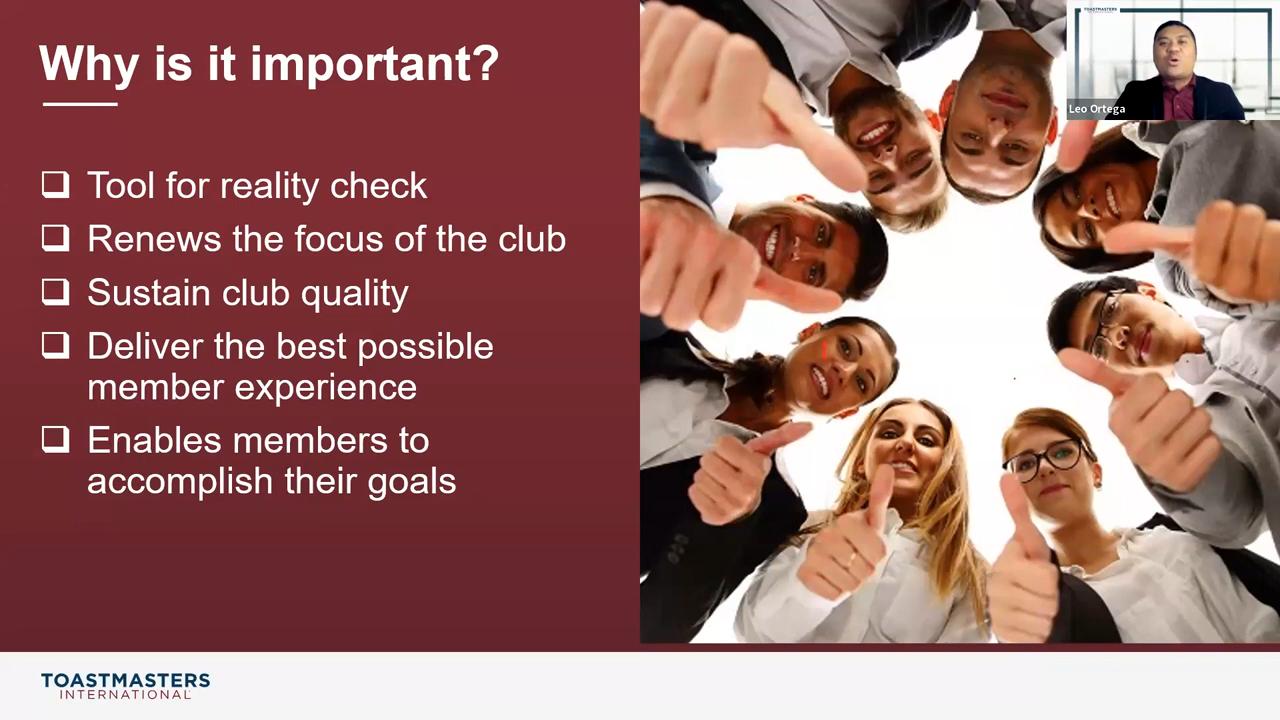 Why is it important?
Tool for reality check
Renews the focus of the club
Sustain club quality
Deliver the best possible
member experience
Enables members to
accomplish their goals
TOASTMASTERS
INTERNATIONAL
TOASTMASTERS
Leo Ortega